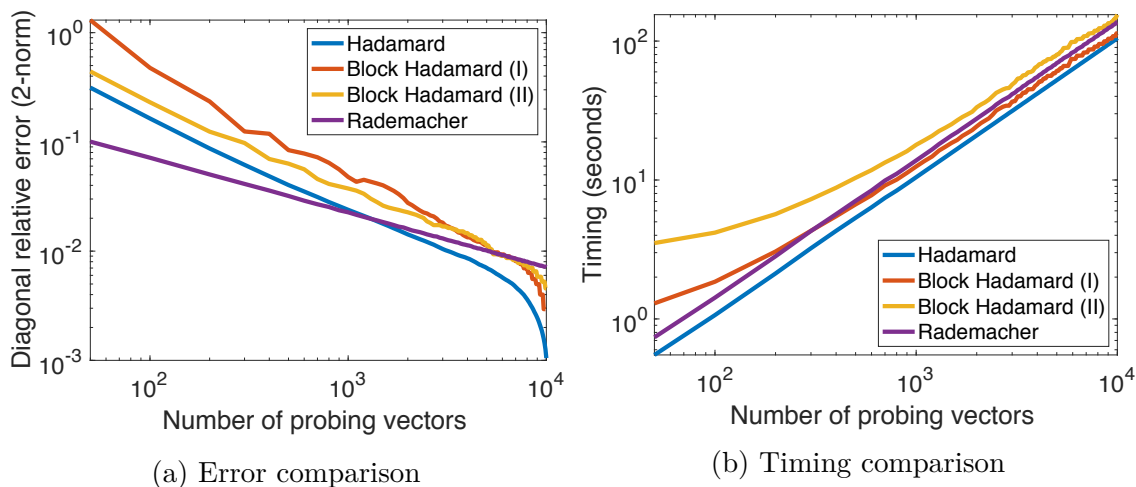 Diagonal relative error (2-norm)
10^0
10^-1
10^-2
10^-3
Hadamard
Block Hadamard (I)
Block Hadamard (II)
Rademacher
10^2
10^3
10^4
Number of probing vectors
(a) Error comparison
Timing (seconds)
10^2
10^1
10^0
Hadamard
Block Hadamard (I)
Block Hadamard (II)
Rademacher
10^2
10^3
10^4
Number of probing vectors
(b) Timing comparison